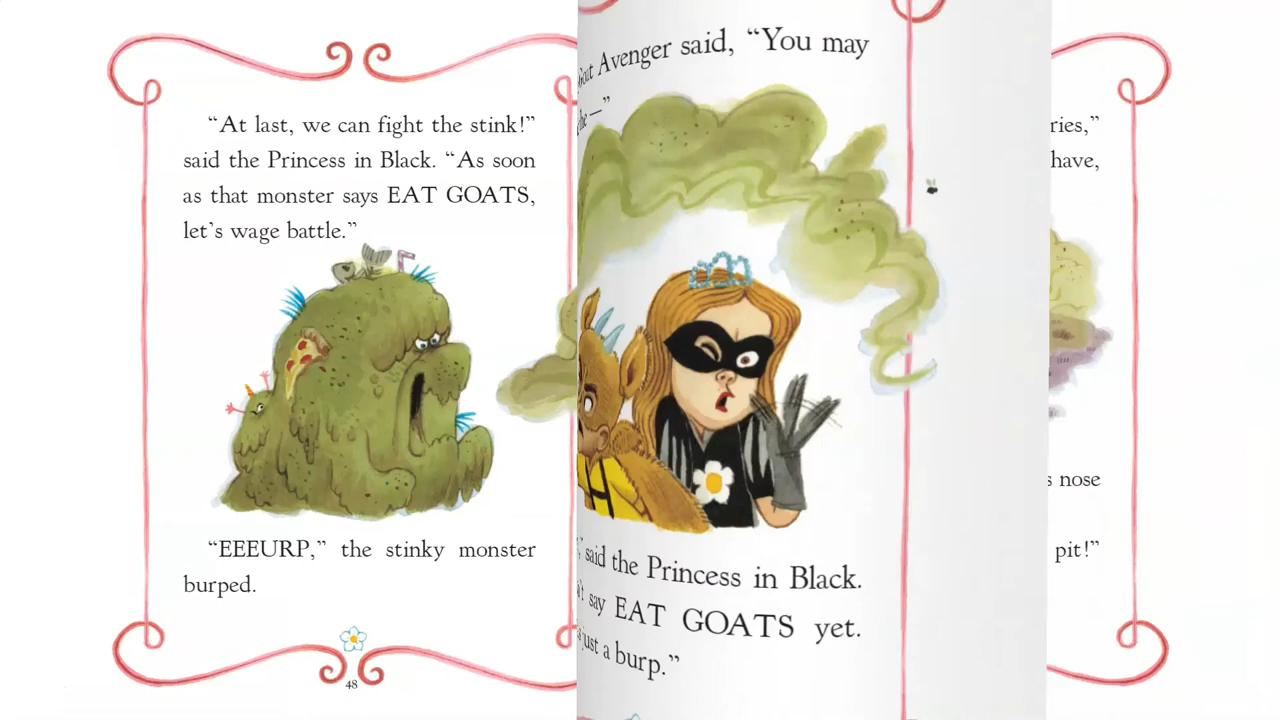 “At last, we can fight the stink!”
said the Princess in Black. “As soon
as that monster says EAT GOATS,
let’s wage battle.”
“EEEURP,” the stinky monster
burped.
48
Avenger said, “You may
said the Princess in Black.
say EAT GOATS yet.
just a burp.”
ries,”
have,
nose
pit!”